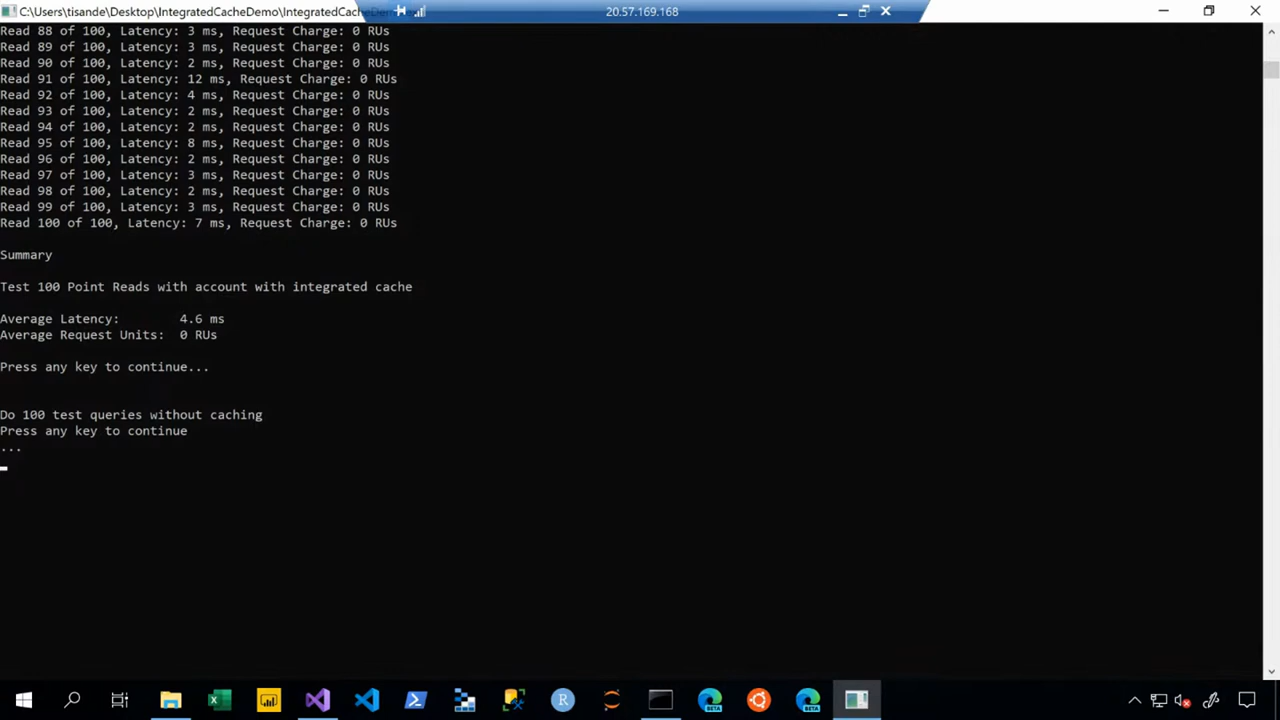 C:\Users\tisande\Desktop\IntegratedCacheDemo\IntegratedCacheDem
20.57.169.168
Read 88 of 100, Latency: 3 ms, Request Charge: 0 RUs
Read 89 of 100, Latency: 3 ms, Request Charge: 0 RUs
Read 90 of 100, Latency: 2 ms, Request Charge: 0 RUs
Read 91 of 100, Latency: 12 ms, Request Charge: 0 RUs
Read 92 of 100, Latency: 4 ms, Request Charge: 0 RUs
Read 93 of 100, Latency: 2 ms, Request Charge: 0 RUs
Read 94 of 100, Latency: 2 ms, Request Charge: 0 RUs
Read 95 of 100, Latency: 8 ms, Request Charge: 0 RUs
Read 96 of 100, Latency: 2 ms, Request Charge: 0 RUs
Read 97 of 100, Latency: 3 ms, Request Charge: 0 RUs
Read 98 of 100, Latency: 2 ms, Request Charge: 0 RUs
Read 99 of 100, Latency: 3 ms, Request Charge: 0 RUs
Read 100 of 100, Latency: 7 ms, Request Charge: 0 RUs
Summary
Test 100 Point Reads with account with integrated cache
Average Latency: 4.6 ms
Average Request Units: 0 RUs
Press any key to continue...
Do 100 test queries without caching
Press any key to continue
...
BETA
BETA